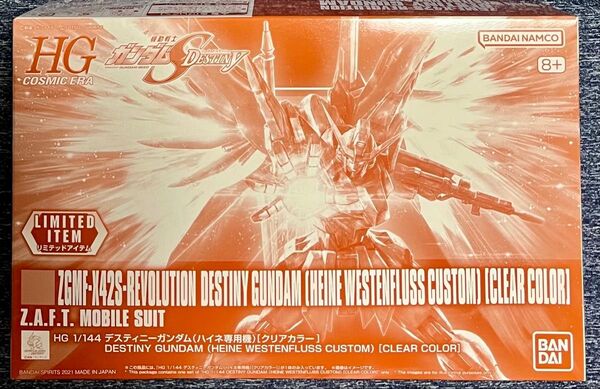 HG
COSMIC ERA
機動戦士
ガンダムSEED DESTINY
BANDAI NAMCO
8+
LIMITED
ITEM
リミテッドアイテム
ZGMF-X42S-REVOLUTION DESTINY GUNDAM (HEINE WESTENFLUSS CUSTOM) [CLEAR COLOR]
Z.A.F.T. MOBILE SUIT
HG 1/144 デスティニーガンダム(ハイネ専用機)[クリアカラー]
DESTINY GUNDAM (HEINE WESTENFLUSS CUSTOM) [CLEAR COLOR]
BAN
DAI
BANDAI SPIRITS 2021 MADE IN JAPAN